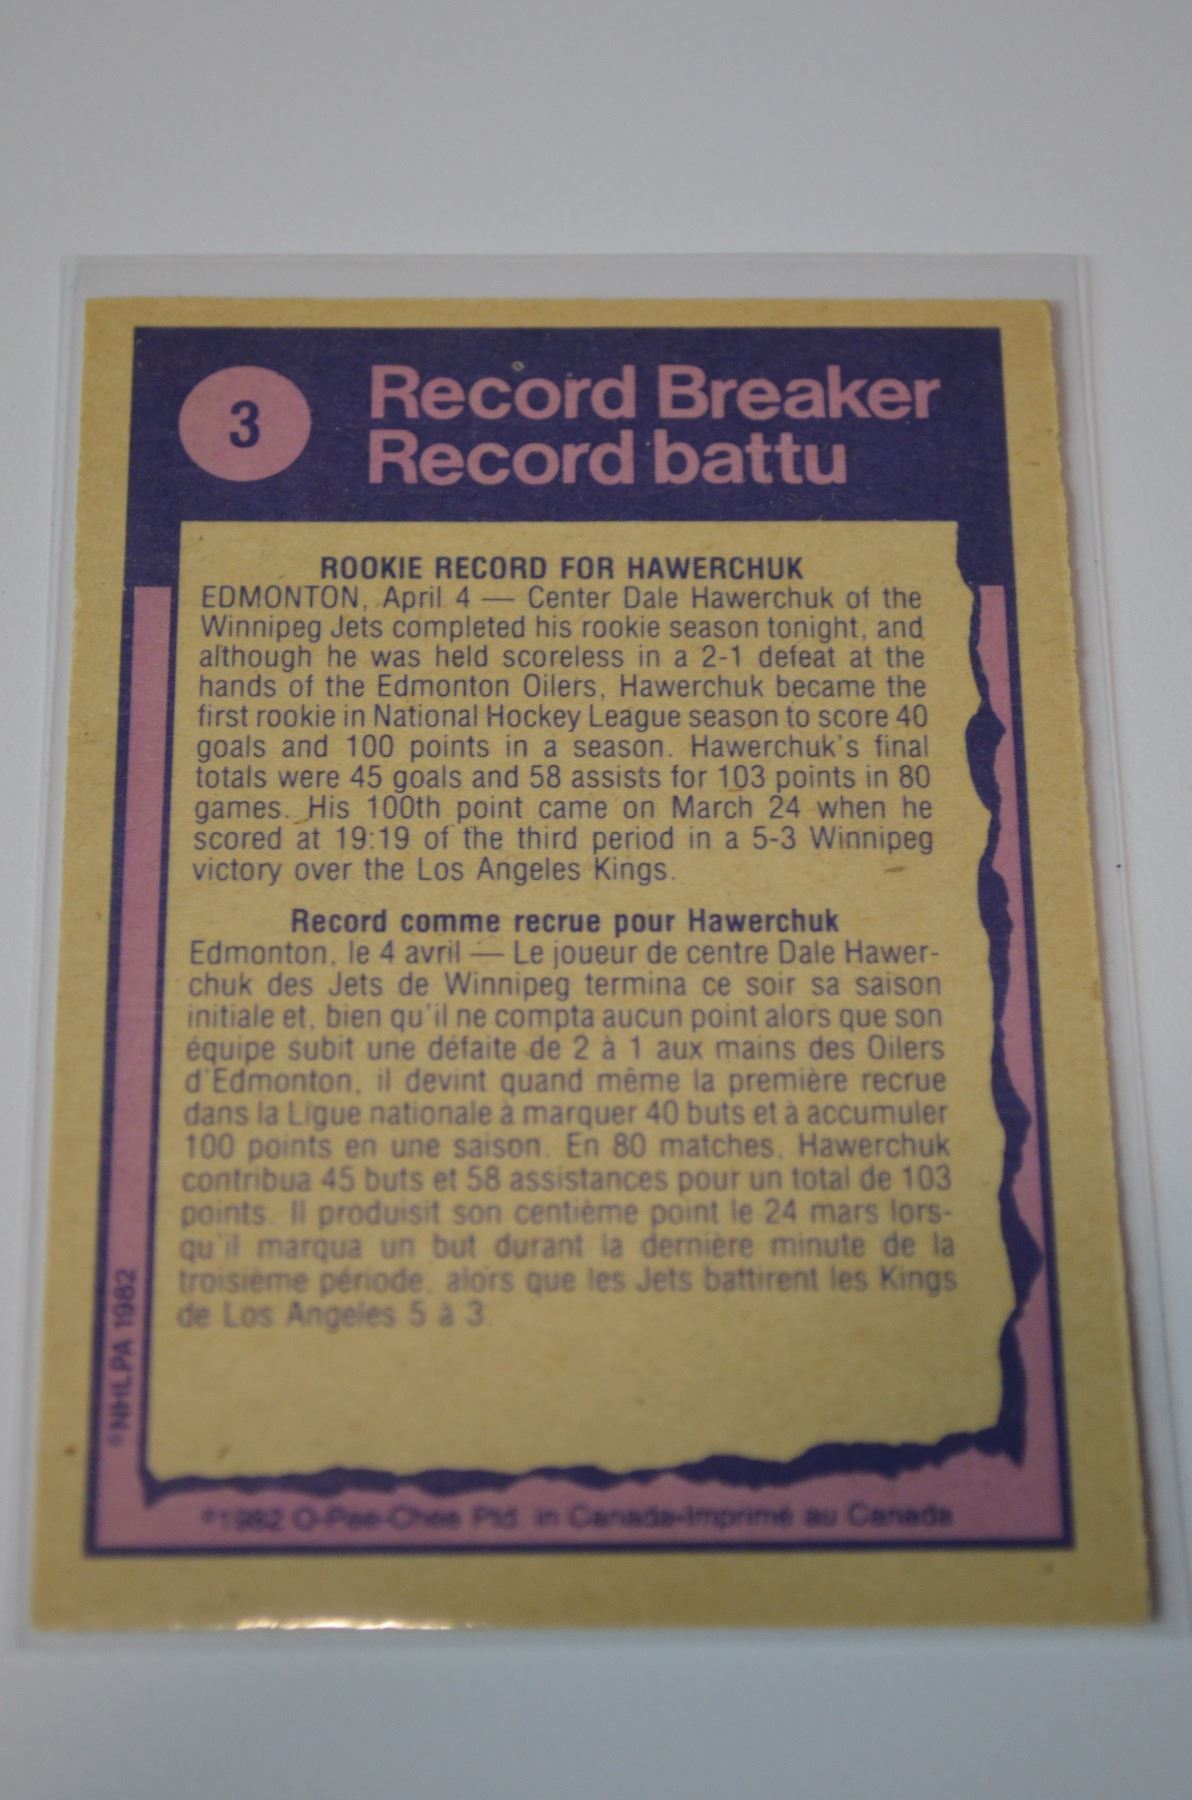 3
Record Breaker
Record battu
ROOKIE RECORD FOR HAWERCHUK
EDMONTON, April 4 — Center Dale Hawerchuk of the
Winnipeg Jets completed his rookie season tonight, and
although he was held scoreless in a 2-1 defeat at the
hands of the Edmonton Oilers, Hawerchuk became the
first rookie in National Hockey League season to score 40
goals and 100 points in a season. Hawerchuk's final
totals were 45 goals and 58 assists for 103 points in 80
games. His 100th point came on March 24 when he
scored at 19:19 of the third period in a 5-3 Winnipeg
victory over the Los Angeles Kings.
Record comme recrue pour Hawerchuk
Edmonton, le 4 avril — Le joueur de centre Dale Hawer-
chuk des Jets de Winnipeg termina ce soir sa saison
initiale et, bien qu'il ne compta aucun point alors que son
équipe subit une défaite de 2 à 1 aux mains des Oilers
d'Edmonton, il devint quand même la première recrue
dans la Ligue nationale à marquer 40 buts et à accumuler
100 points en une saison. En 80 matches, Hawerchuk
contribua 45 buts et 58 assistances pour un total de 103
points. Il produisit son centième point le 24 mars lors-
qu'il marqua un but durant la dernière minute de la
troisième période, alors que les Jets battirent les Kings
de Los Angeles 5 à 3.
©NHLPA 1982
©1982 O-Pee-Chee Ptd. in Canada-Imprimé au Canada